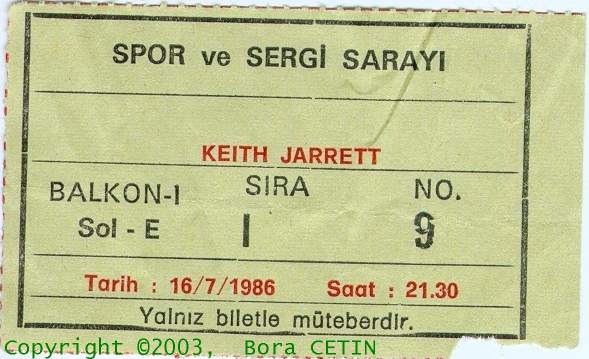 SPOR ve SERGİ SARAYI
KEITH JARRETT
BALKON-I SIRA NO.
Sol - E I 9
Tarih : 16/7/1986 Saat : 21.30
Yalnız biletle müteberdir.
Copyright ©2003, Bora CETIN